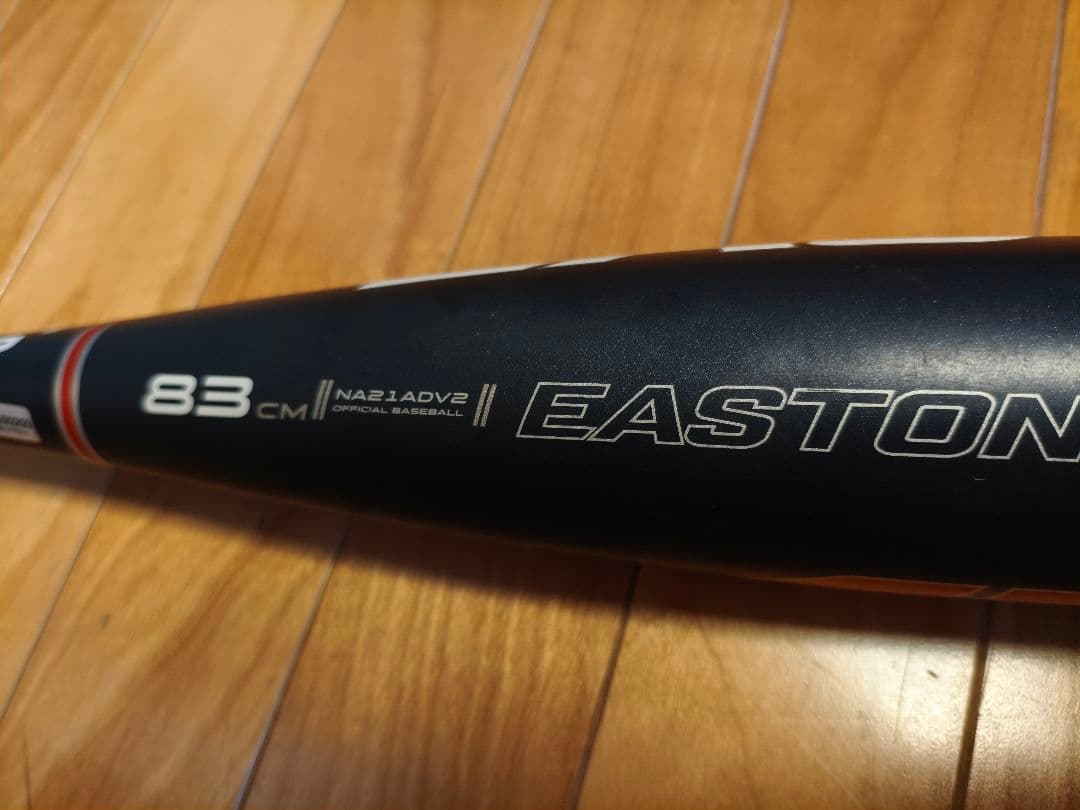 83 CM
NA21ADV2
OFFICIAL BASEBALL
EASTON